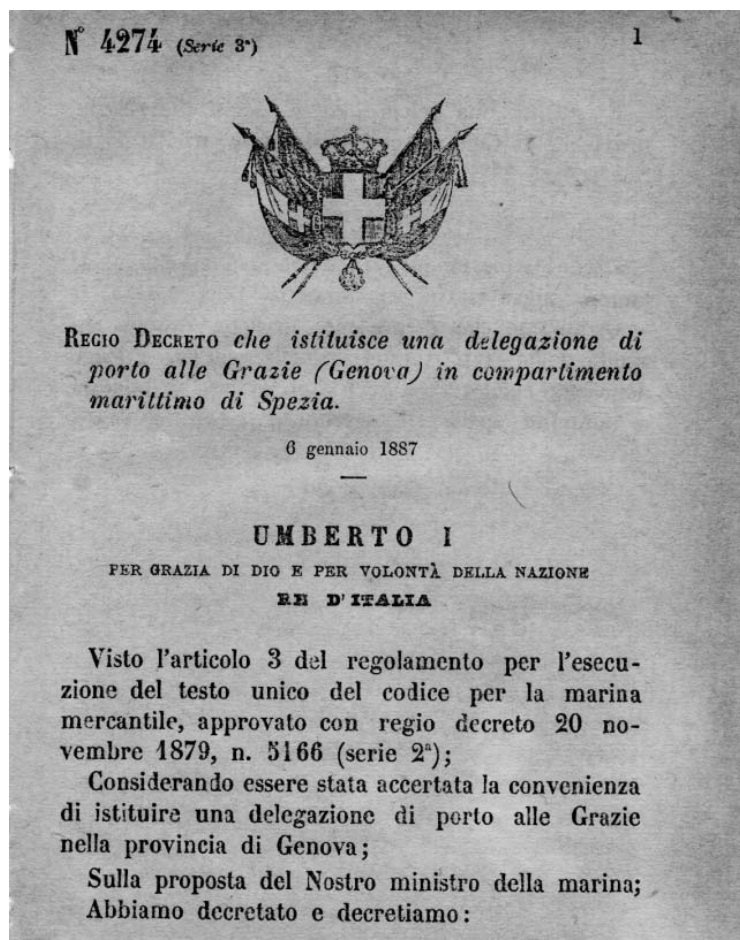 N° 4274 (Serie 3ª) 1
REGIO DECRETO che istituisce una delegazione di
porto alle Grazie (Genova) in compartimento
marittimo di Spezia.
6 gennaio 1887
UMBERTO I
PER GRAZIA DI DIO E PER VOLONTÀ DELLA NAZIONE
RE D'ITALIA
Visto l'articolo 3 del regolamento per l'esecu-
zione del testo unico del codice per la marina
mercantile, approvato con regio decreto 20 no-
vembre 1879, n. 5166 (serie 2ª);
Considerando essere stata accertata la convenienza
di istituire una delegazione di porto alle Grazie
nella provincia di Genova;
Sulla proposta del Nostro ministro della marina;
Abbiamo decretato e decretiamo: